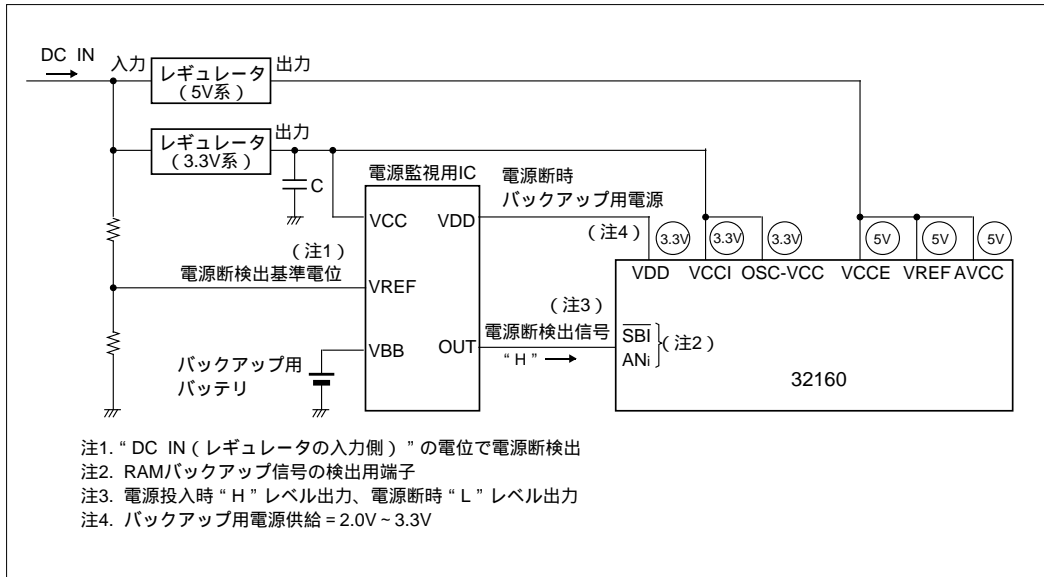 DC IN
入力
レギュレータ
（5V系）
出力
レギュレータ
（3.3V系）
出力
C
電源監視用IC
VCC
VDD
電源断時
バックアップ用電源
（注4）
3.3V
3.3V
3.3V
5V
5V
5V
VDD
VCCI
OSC-VCC
VCCE
VREF
AVCC
（注1）
電源断検出基準電位
VREF
（注3）
電源断検出信号
“ H ”
OUT
SBI
ANi
（注2）
VBB
バックアップ用
バッテリ
32160
注1. “ DC IN（レギュレータの入力側）” の電位で電源断検出
注2. RAMバックアップ信号の検出用端子
注3. 電源投入時 “ H ” レベル出力、電源断時 “ L ” レベル出力
注4. バックアップ用電源供給 = 2.0V ~ 3.3V